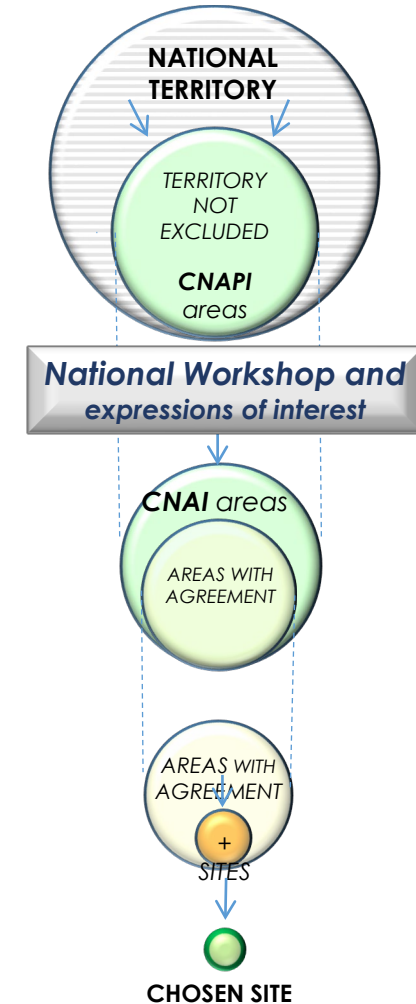 NATIONAL
TERRITORY
TERRITORY
NOT
EXCLUDED
CNAPI
areas
National Workshop and
expressions of interest
CNAI areas
AREAS WITH
AGREEMENT
AREAS WITH
AGREEMENT
+
SITES
CHOSEN SITE